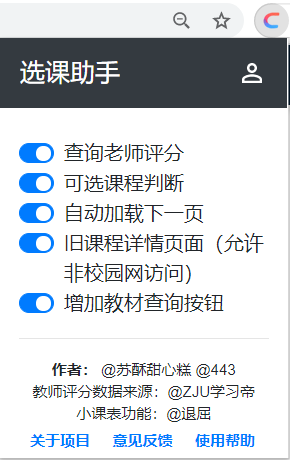 选课助手
查询老师评分
可选课程判断
自动加载下一页
旧课程详情页面（允许
非校园网访问）
增加教材查询按钮
作者： @苏酥甜心糕 @443
教师评分数据来源：@ZJU学习帝
小课表功能：@退屈
关于项目 意见反馈 使用帮助